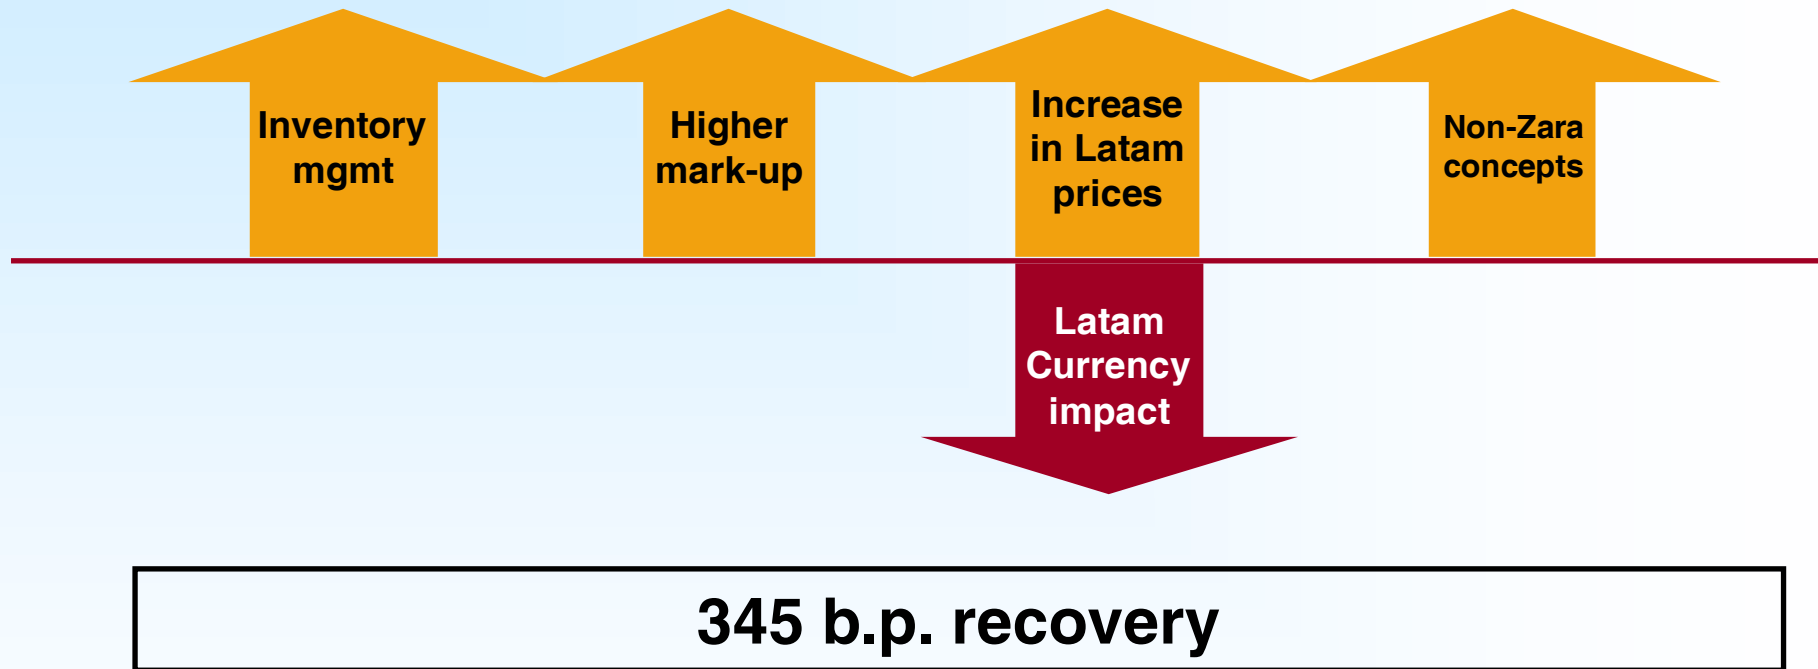 Inventory
mgmt
Higher
mark-up
Increase
in Latam
prices
Non-Zara
concepts
Latam
Currency
impact
345 b.p. recovery